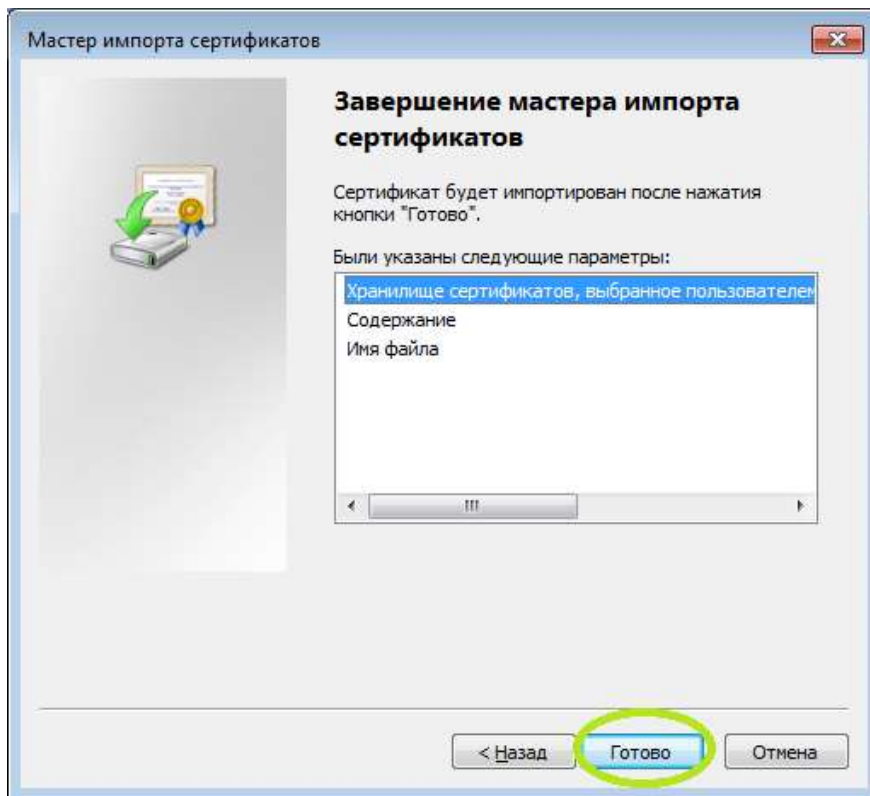 Мастер импорта сертификатов
Завершение мастера импорта
сертификатов
Сертификат будет импортирован после нажатия
кнопки "Готово".
Были указаны следующие параметры:
Хранилище сертификатов, выбранное пользователем
Содержание
Имя файла
< Назад
Готово
Отмена